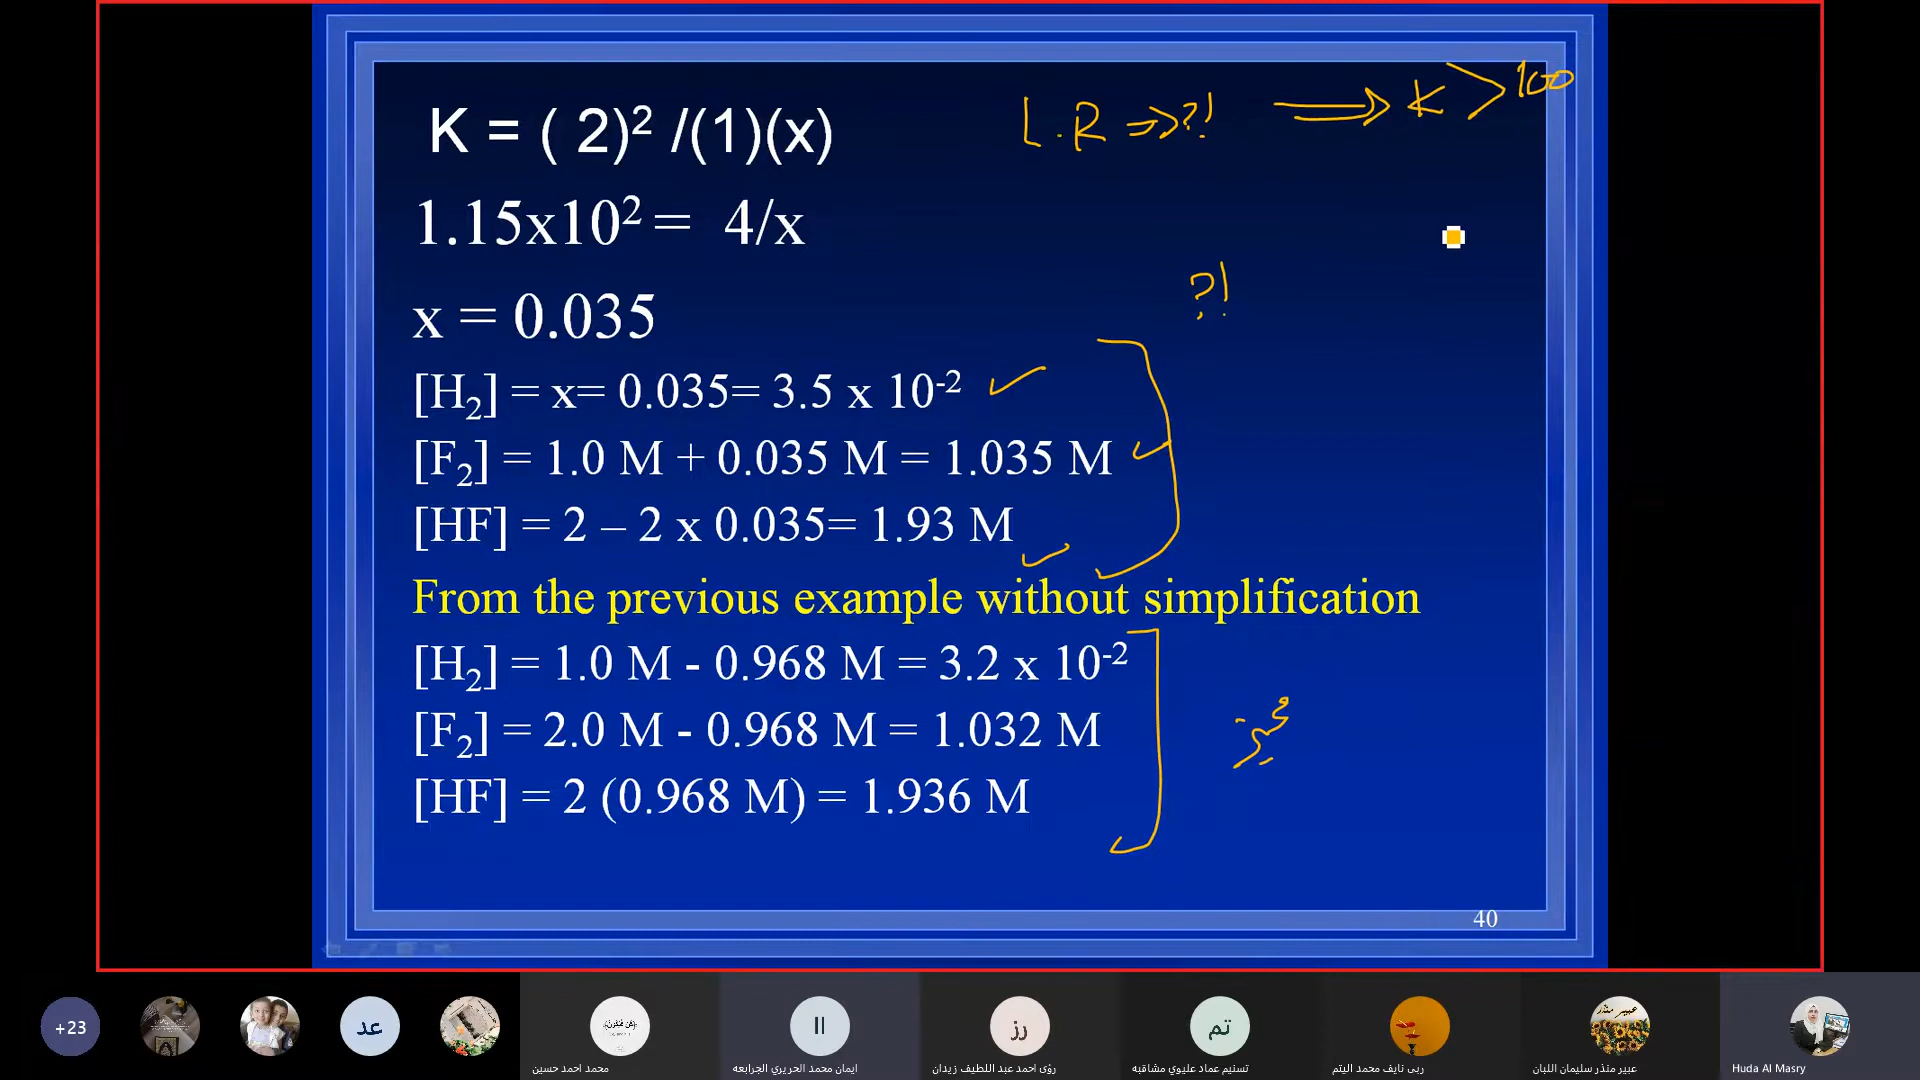 K = ( 2)² /(1)(x)
L.R ⇒ ?! ⟹ K > 100
1.15x10² = 4/x
x = 0.035
?!
[H₂] = x= 0.035= 3.5 x 10⁻²
[F₂] = 1.0 M + 0.035 M = 1.035 M
[HF] = 2 – 2 x 0.035= 1.93 M
From the previous example without simplification
[H₂] = 1.0 M - 0.968 M = 3.2 x 10⁻²
[F₂] = 2.0 M - 0.968 M = 1.032 M
[HF] = 2 (0.968 M) = 1.936 M
40
+23
عد
اا
رز
تم
عبير منذر
محمد احمد حسين
ايمان محمد الحريري الجرابعه
رؤى احمد عبد اللطيف زيدان
تسنيم عماد عليوي مشاقبه
ربى نايف محمد اليتم
عبير منذر سليمان اللبان
Huda Al Masry